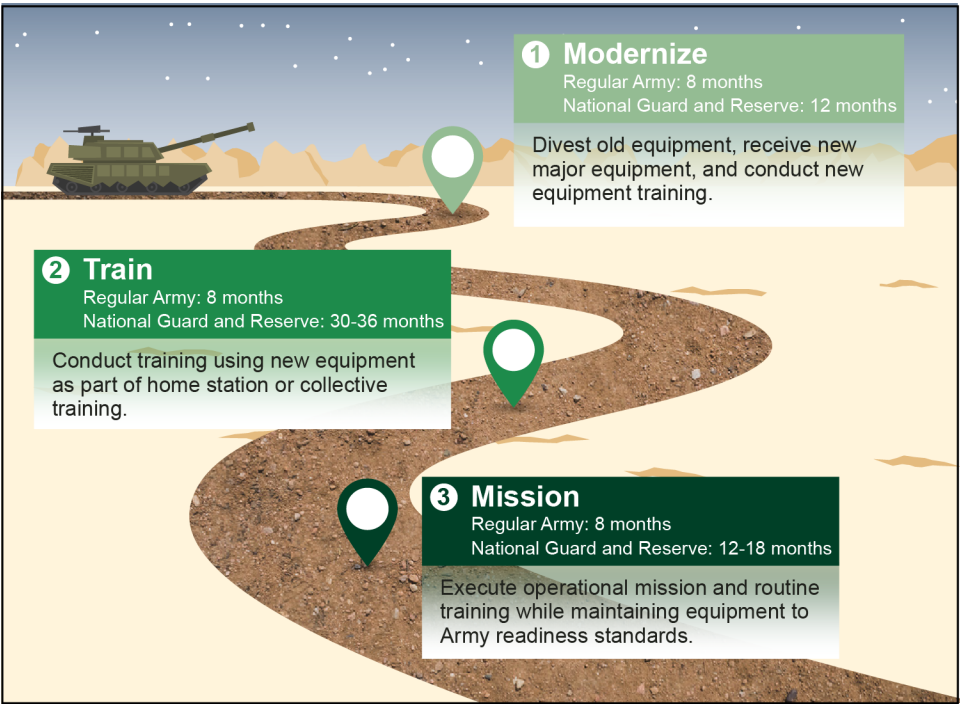 1 Modernize
Regular Army: 8 months
National Guard and Reserve: 12 months
Divest old equipment, receive new
major equipment, and conduct new
equipment training.
2 Train
Regular Army: 8 months
National Guard and Reserve: 30-36 months
Conduct training using new equipment
as part of home station or collective
training.
3 Mission
Regular Army: 8 months
National Guard and Reserve: 12-18 months
Execute operational mission and routine
training while maintaining equipment to
Army readiness standards.